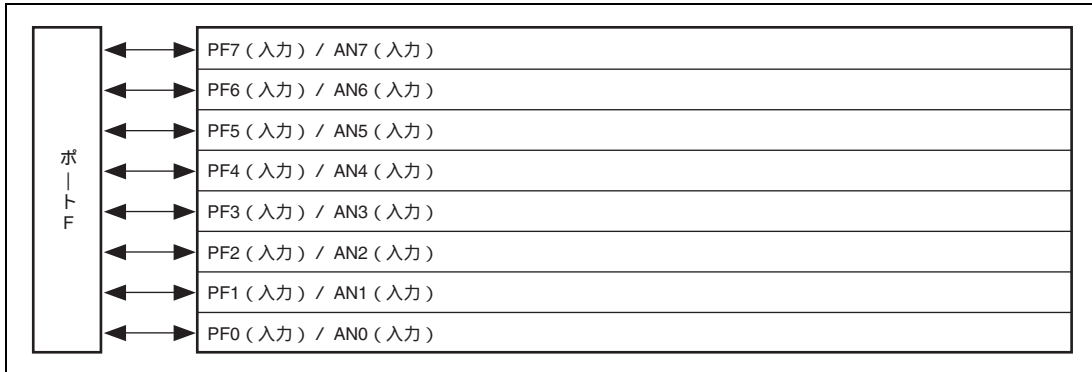 ポートF
PF7（入力）/ AN7（入力）
PF6（入力）/ AN6（入力）
PF5（入力）/ AN5（入力）
PF4（入力）/ AN4（入力）
PF3（入力）/ AN3（入力）
PF2（入力）/ AN2（入力）
PF1（入力）/ AN1（入力）
PF0（入力）/ AN0（入力）